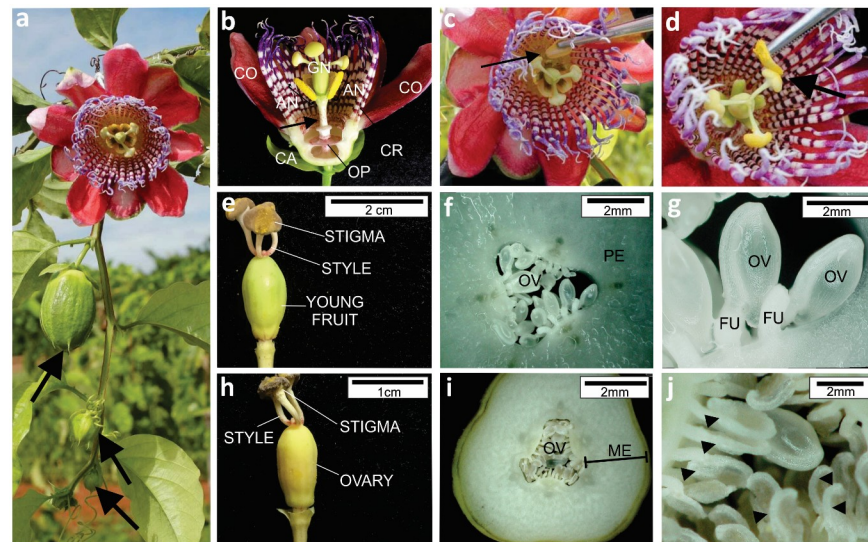 a
b
CO
GN
AN
AN
CO
CA
CR
OP
c
d
e
2 cm
STIGMA
STYLE
YOUNG
FRUIT
f
2mm
PE
OV
g
2mm
OV
OV
FU
FU
h
1cm
STYLE
STIGMA
OVARY
i
2mm
OV
ME
j
2mm